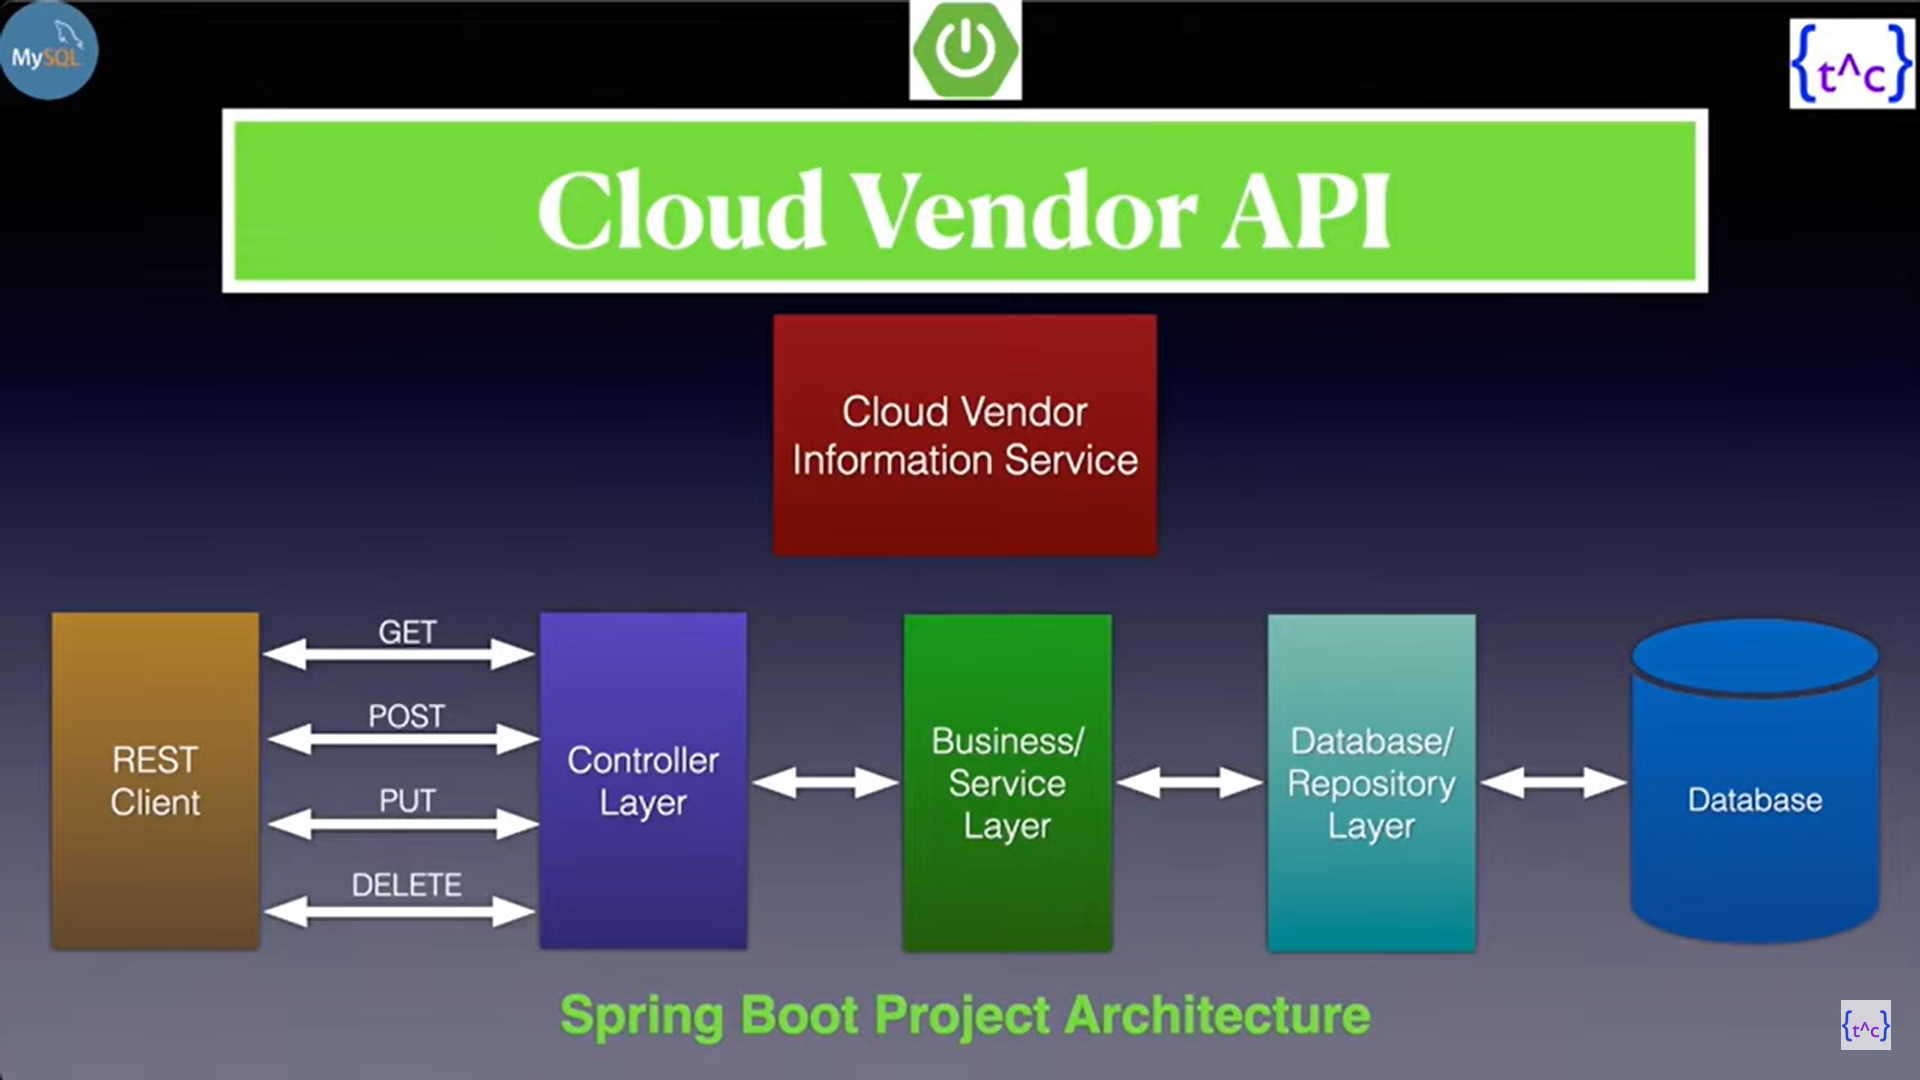 MySQL
{t^c}
Cloud Vendor API
Cloud Vendor
Information Service
REST
Client
GET
POST
PUT
DELETE
Controller
Layer
Business/
Service
Layer
Database/
Repository
Layer
Database
Spring Boot Project Architecture
{t^c}